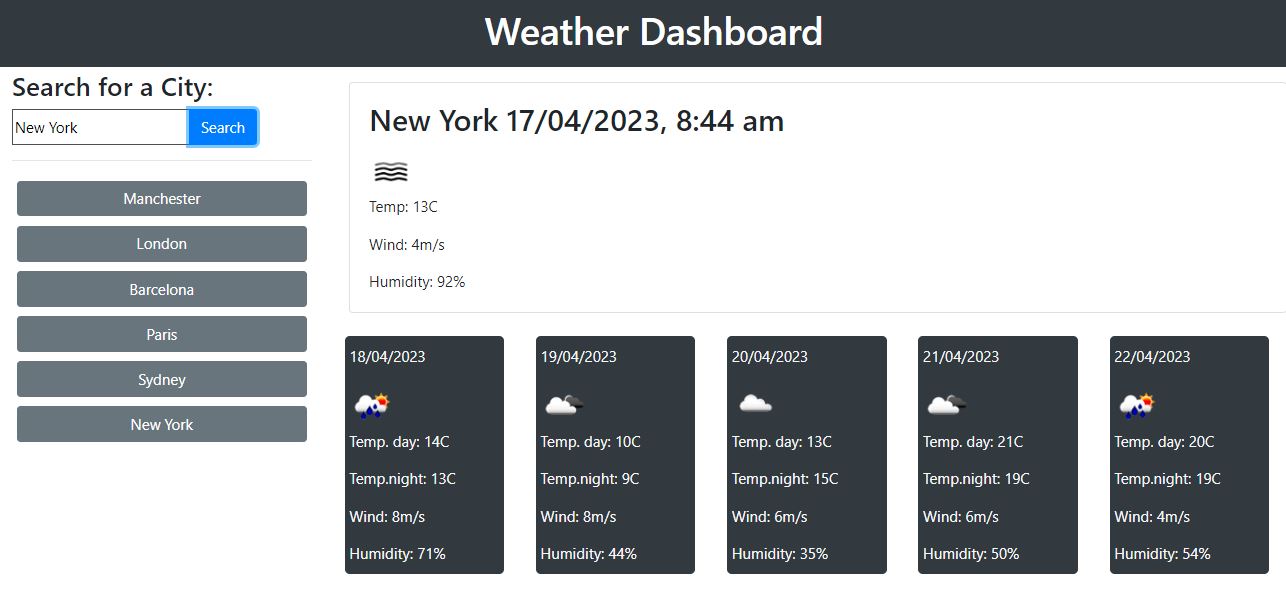 Weather Dashboard
Search for a City:
New York
Search
Manchester
London
Barcelona
Paris
Sydney
New York
New York 17/04/2023, 8:44 am
Temp: 13C
Wind: 4m/s
Humidity: 92%
18/04/2023
Temp. day: 14C
Temp.night: 13C
Wind: 8m/s
Humidity: 71%
19/04/2023
Temp. day: 10C
Temp.night: 9C
Wind: 8m/s
Humidity: 44%
20/04/2023
Temp. day: 13C
Temp.night: 15C
Wind: 6m/s
Humidity: 35%
21/04/2023
Temp. day: 21C
Temp.night: 19C
Wind: 6m/s
Humidity: 50%
22/04/2023
Temp. day: 20C
Temp.night: 19C
Wind: 4m/s
Humidity: 54%